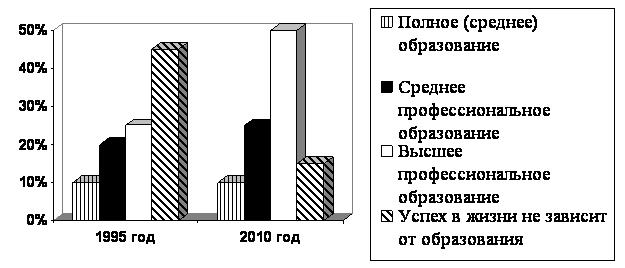 50%
40%
30%
20%
10%
0%
1995 год
2010 год
Полное (среднее)
образование
Среднее
профессиональное
образование
Высшее
профессиональное
образование
Успех в жизни не зависит
от образования